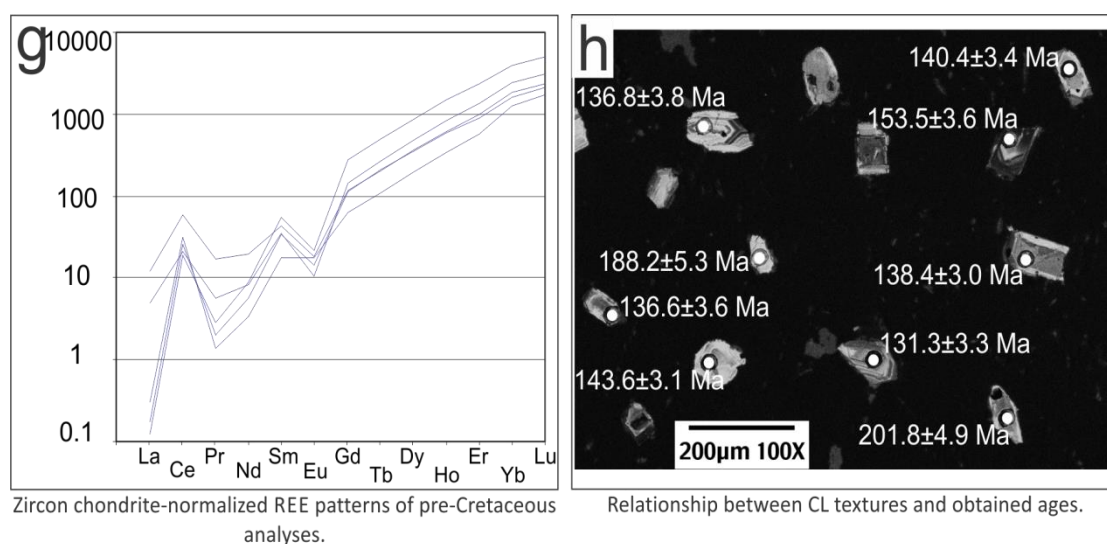 g
10000
1000
100
10
1
0.1
La Ce Pr Nd Sm Eu Gd Tb Dy Ho Er Yb Lu
Zircon chondrite-normalized REE patterns of pre-Cretaceous
analyses.
h
140.4±3.4 Ma
136.8±3.8 Ma
153.5±3.6 Ma
188.2±5.3 Ma
138.4±3.0 Ma
136.6±3.6 Ma
131.3±3.3 Ma
143.6±3.1 Ma
201.8±4.9 Ma
200µm 100X
Relationship between CL textures and obtained ages.